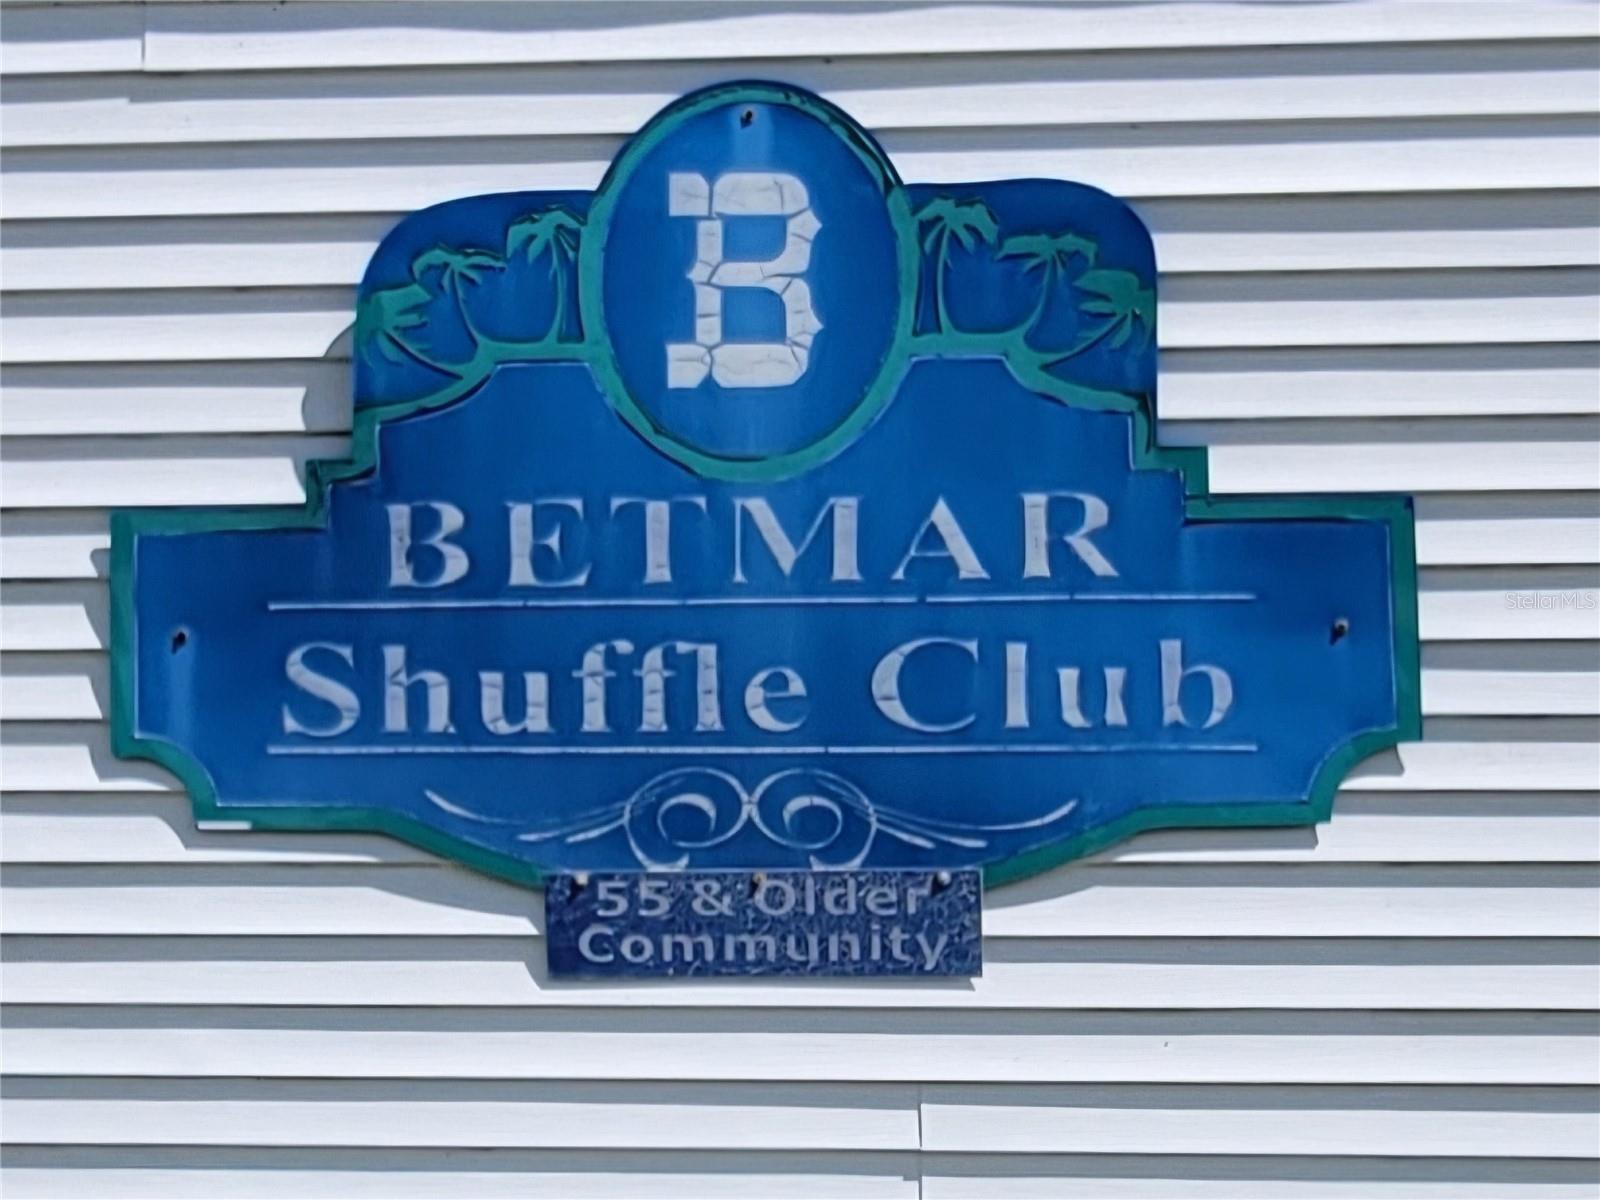 B
BETMAR
Shuffle Club
55 & Older
Community
StellarMLS